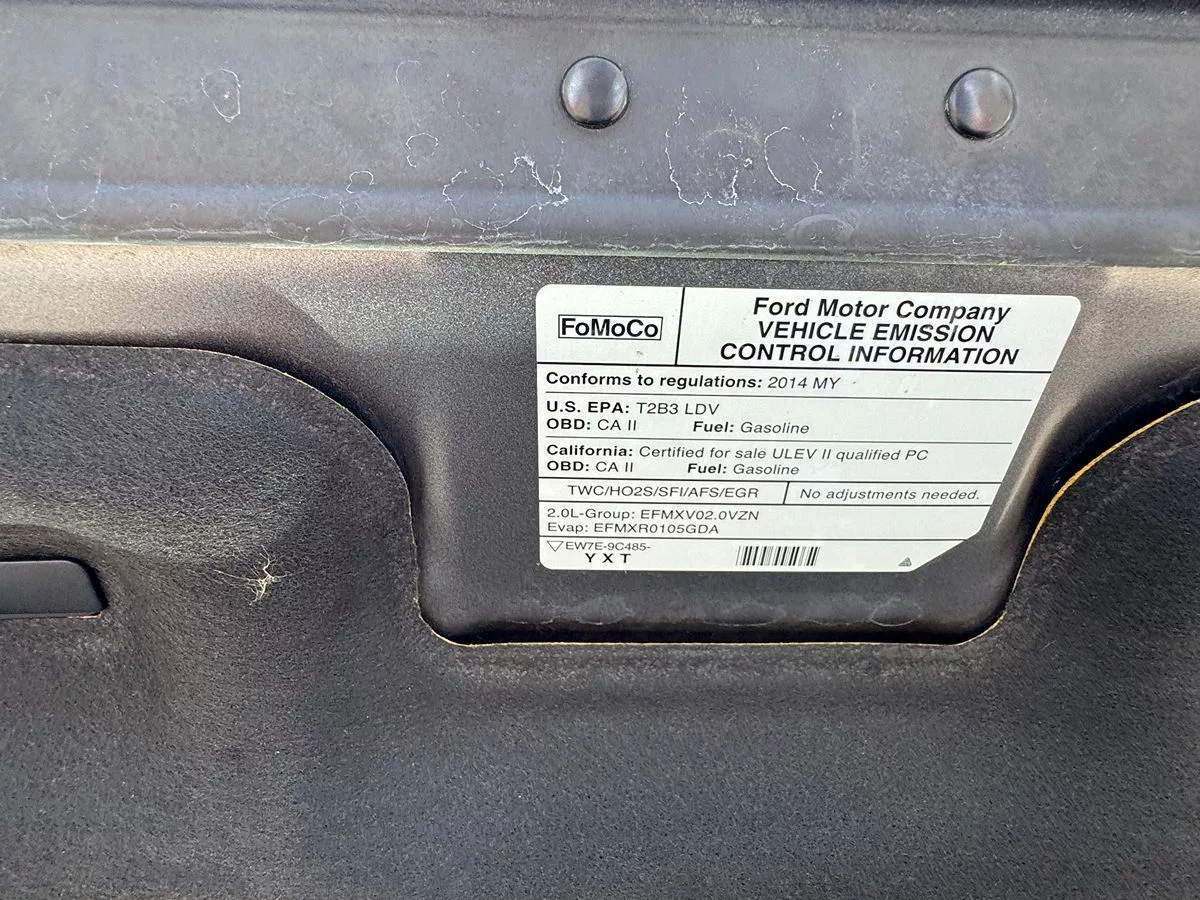 FoMoCo
Ford Motor Company
VEHICLE EMISSION
CONTROL INFORMATION
Conforms to regulations: 2014 MY
U.S. EPA: T2B3 LDV
OBD: CA II Fuel: Gasoline
California: Certified for sale ULEV II qualified PC
OBD: CA II Fuel: Gasoline
TWC/HO2S/SFI/AFS/EGR No adjustments needed.
2.0L-Group: EFMXV02.0VZN
Evap: EFMXR0105GDA
EW7E-9C485-
Y X T